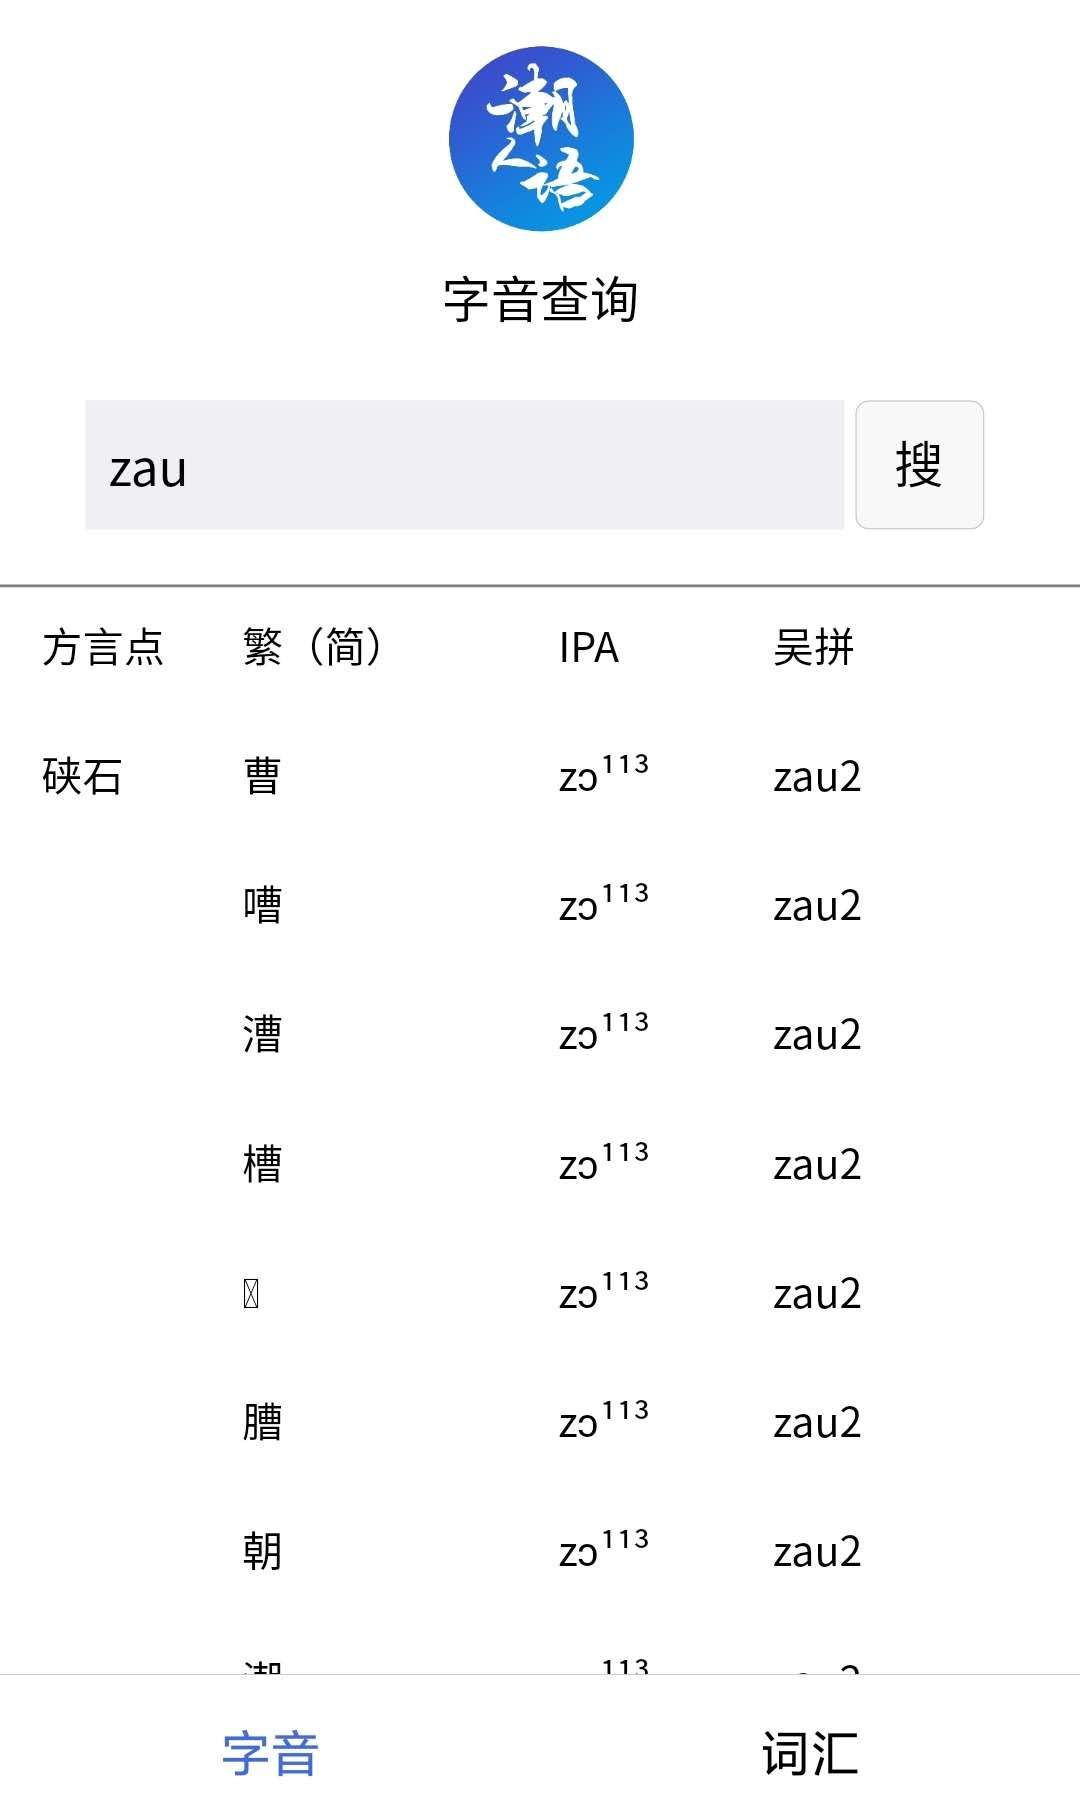 潮
人语
字音查询
zau 搜
方言点 繁（简） IPA 吴拼
硖石 曹 zɔ¹¹³ zau2
嘈 zɔ¹¹³ zau2
漕 zɔ¹¹³ zau2
槽 zɔ¹¹³ zau2
zɔ¹¹³ zau2
膅 zɔ¹¹³ zau2
朝 zɔ¹¹³ zau2
字音 词汇